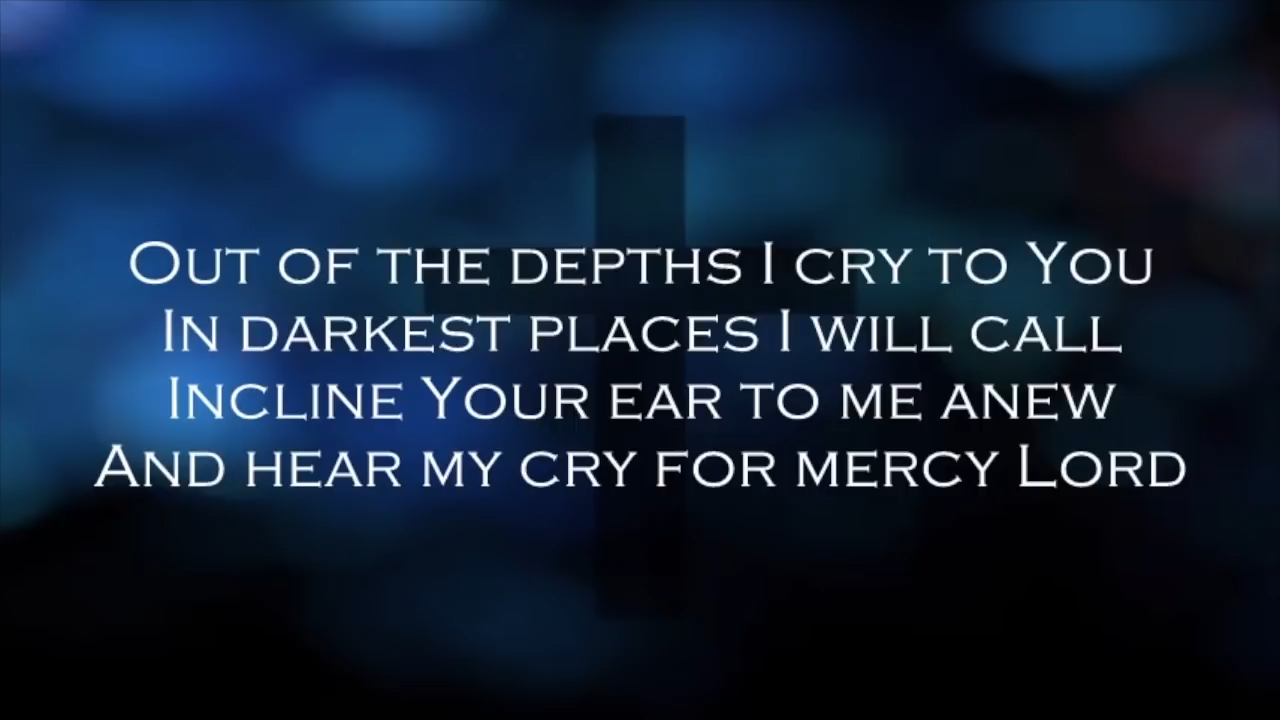 Out of the depths I cry to You
In darkest places I will call
Incline Your ear to me anew
And hear my cry for mercy Lord